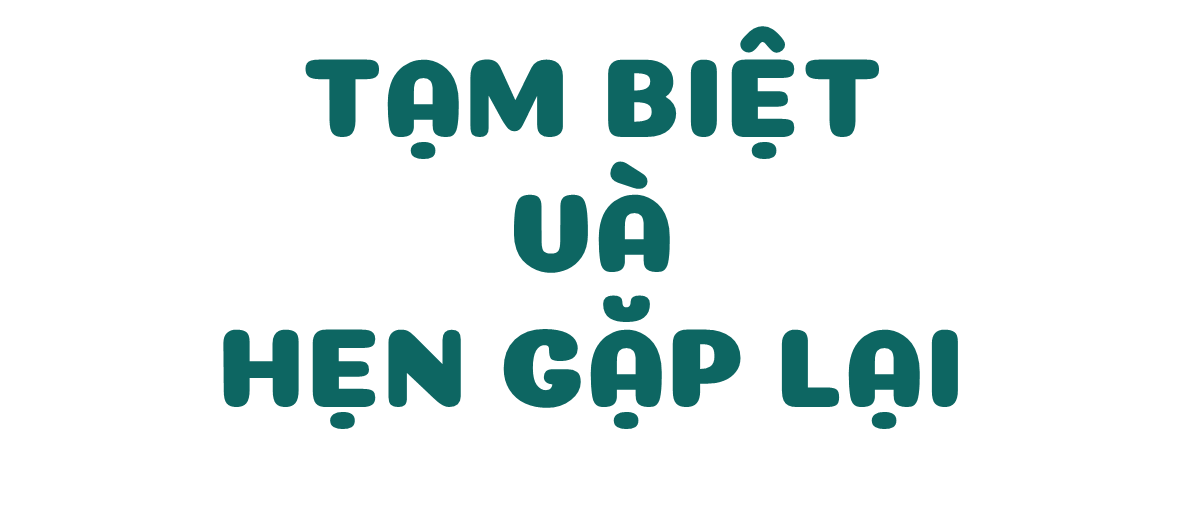 TẠM BIỆT
UÀ
HẸN GẶP LẠI